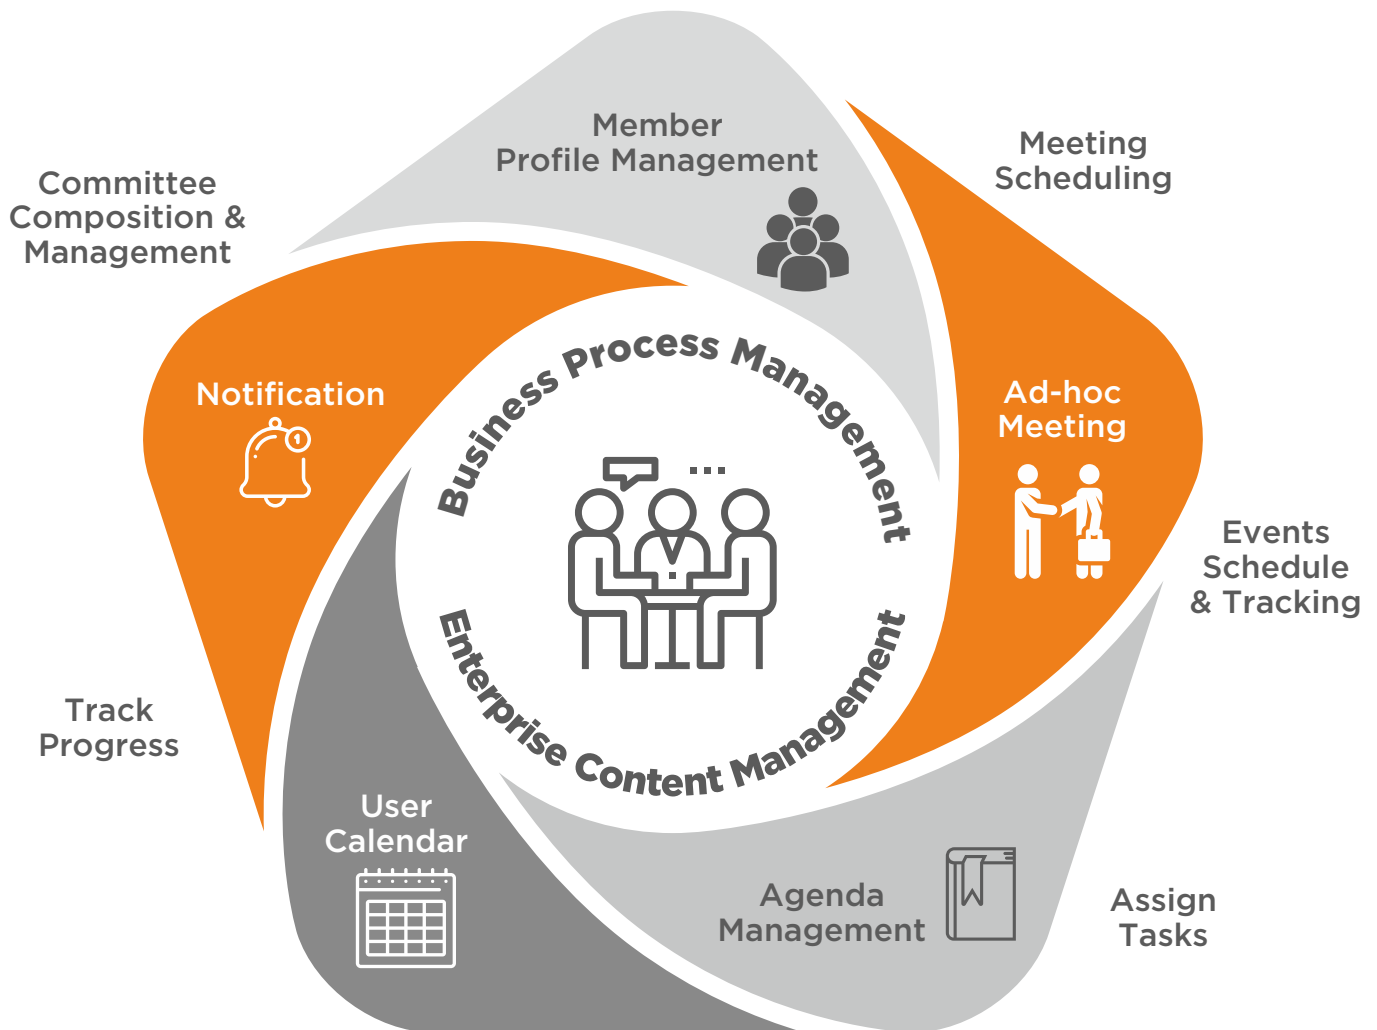 Member
Profile Management
Meeting
Scheduling
Committee
Composition &
Management
Notification
1
Business Process Management
Ad-hoc
Meeting
Events
Schedule
& Tracking
Enterprise Content Management
Track
Progress
User
Calendar
Agenda
Management
Assign
Tasks